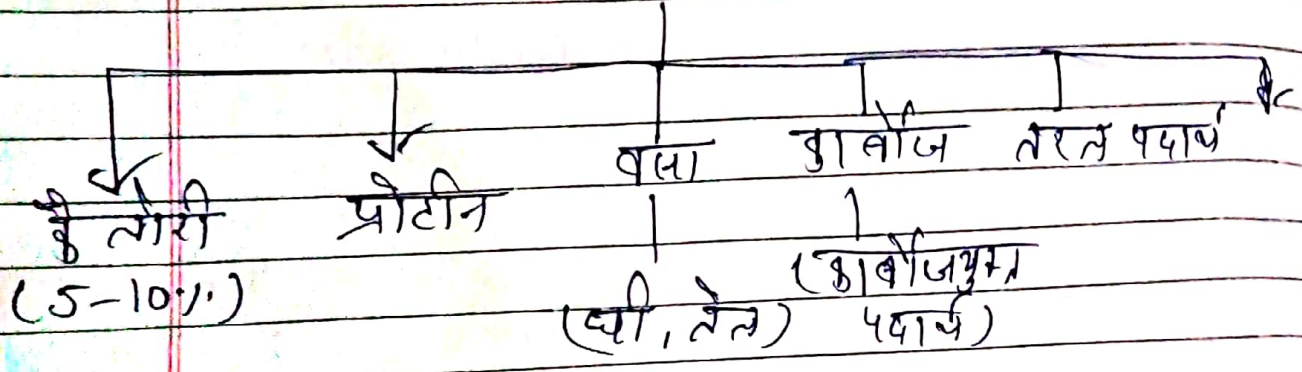 कैलोरी प्रोटीन वसा कार्बोज तरल पदार्थ
(5-10%) (घी, तेल) (कार्बोजयुक्त
पदार्थ)